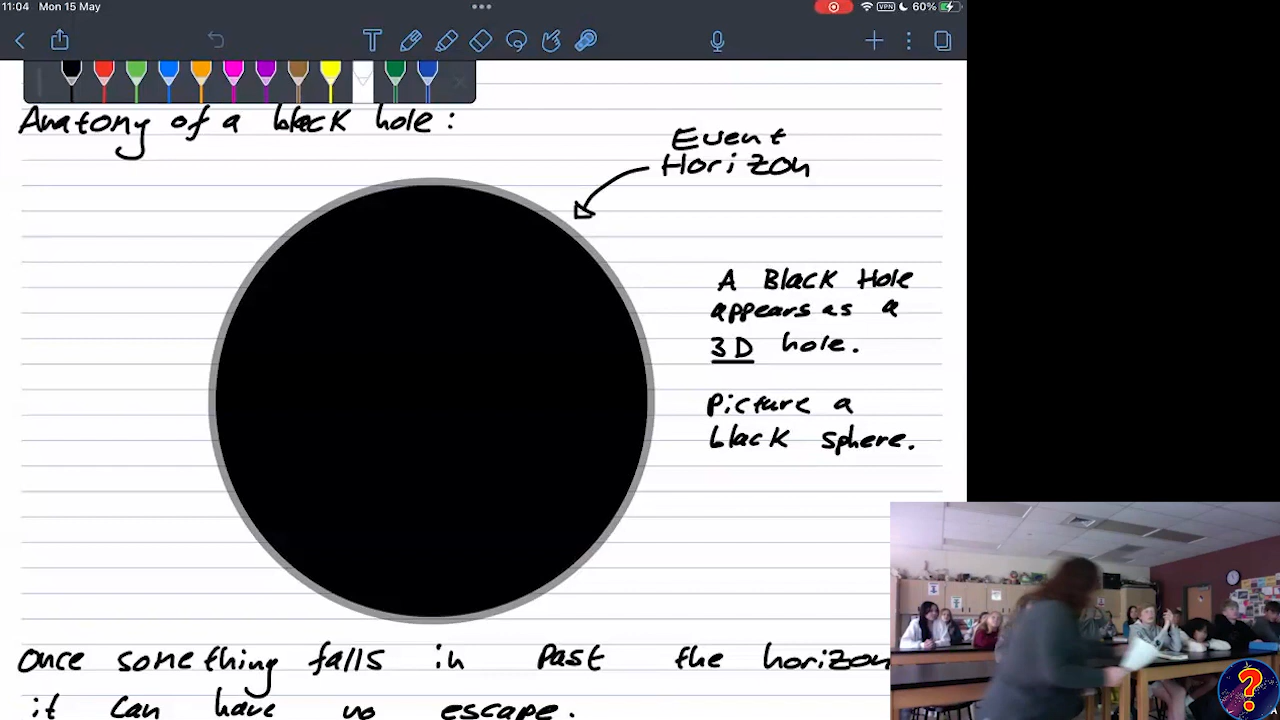 11:04 Mon 15 May
VPN 60%
Anatomy of a black hole:
Event
Horizon
A Black Hole
appears as a
3D hole.
Picture a
black sphere.
Once something falls in past the horizon
it can have no escape.
?